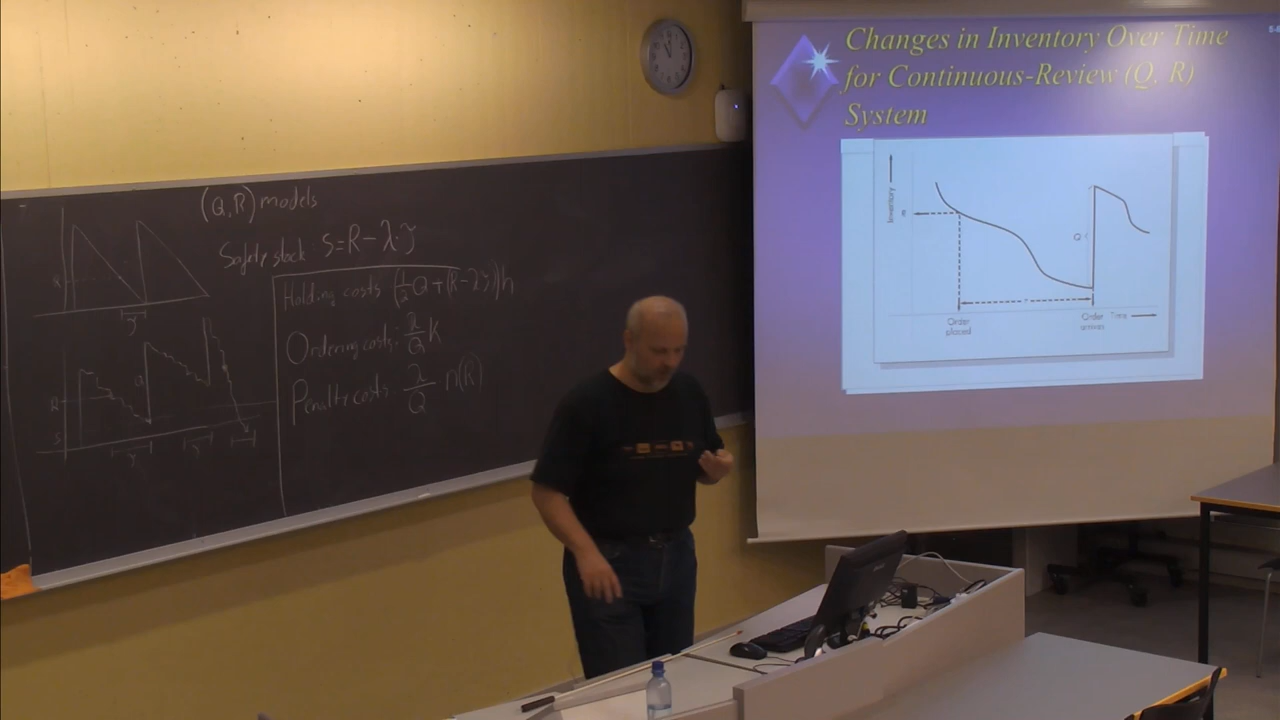 (Q,R) models
Safety stock: S=R-λτ
Holding costs: (½Q+(R-λτ))h
Ordering costs: λ/Q K
Penalty costs: λ/Q n(R)
Changes in Inventory Over Time
for Continuous-Review (Q, R)
System
Inventory
R
Q
τ
Order
placed
Order
arrives
Time